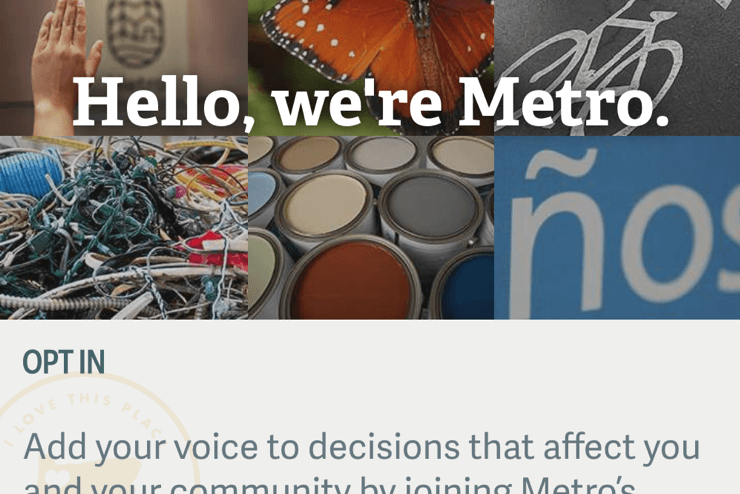 Hello, we're Metro.
ños
OPT IN
I LOVE THIS PLAC
Add your voice to decisions that affect you
and your community by joining Metro's